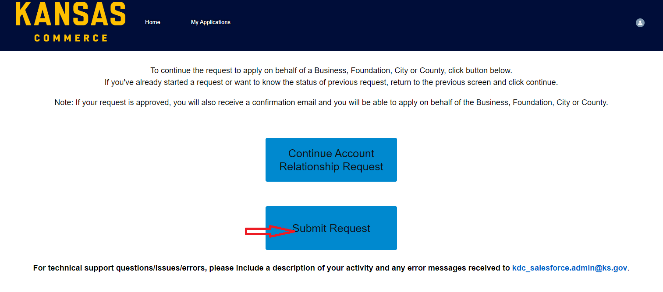 KANSAS
COMMERCE
Home
My Applications
To continue the request to apply on behalf of a Business, Foundation, City or County, click button below.
If you've already started a request or want to know the status of previous request, return to the previous screen and click continue.
Note: If your request is approved, you will also receive a confirmation email and you will be able to apply on behalf of the Business, Foundation, City or County.
Continue Account
Relationship Request
Submit Request
For technical support questions/issues/errors, please include a description of your activity and any error messages received to kdc_salesforce.admin@ks.gov.